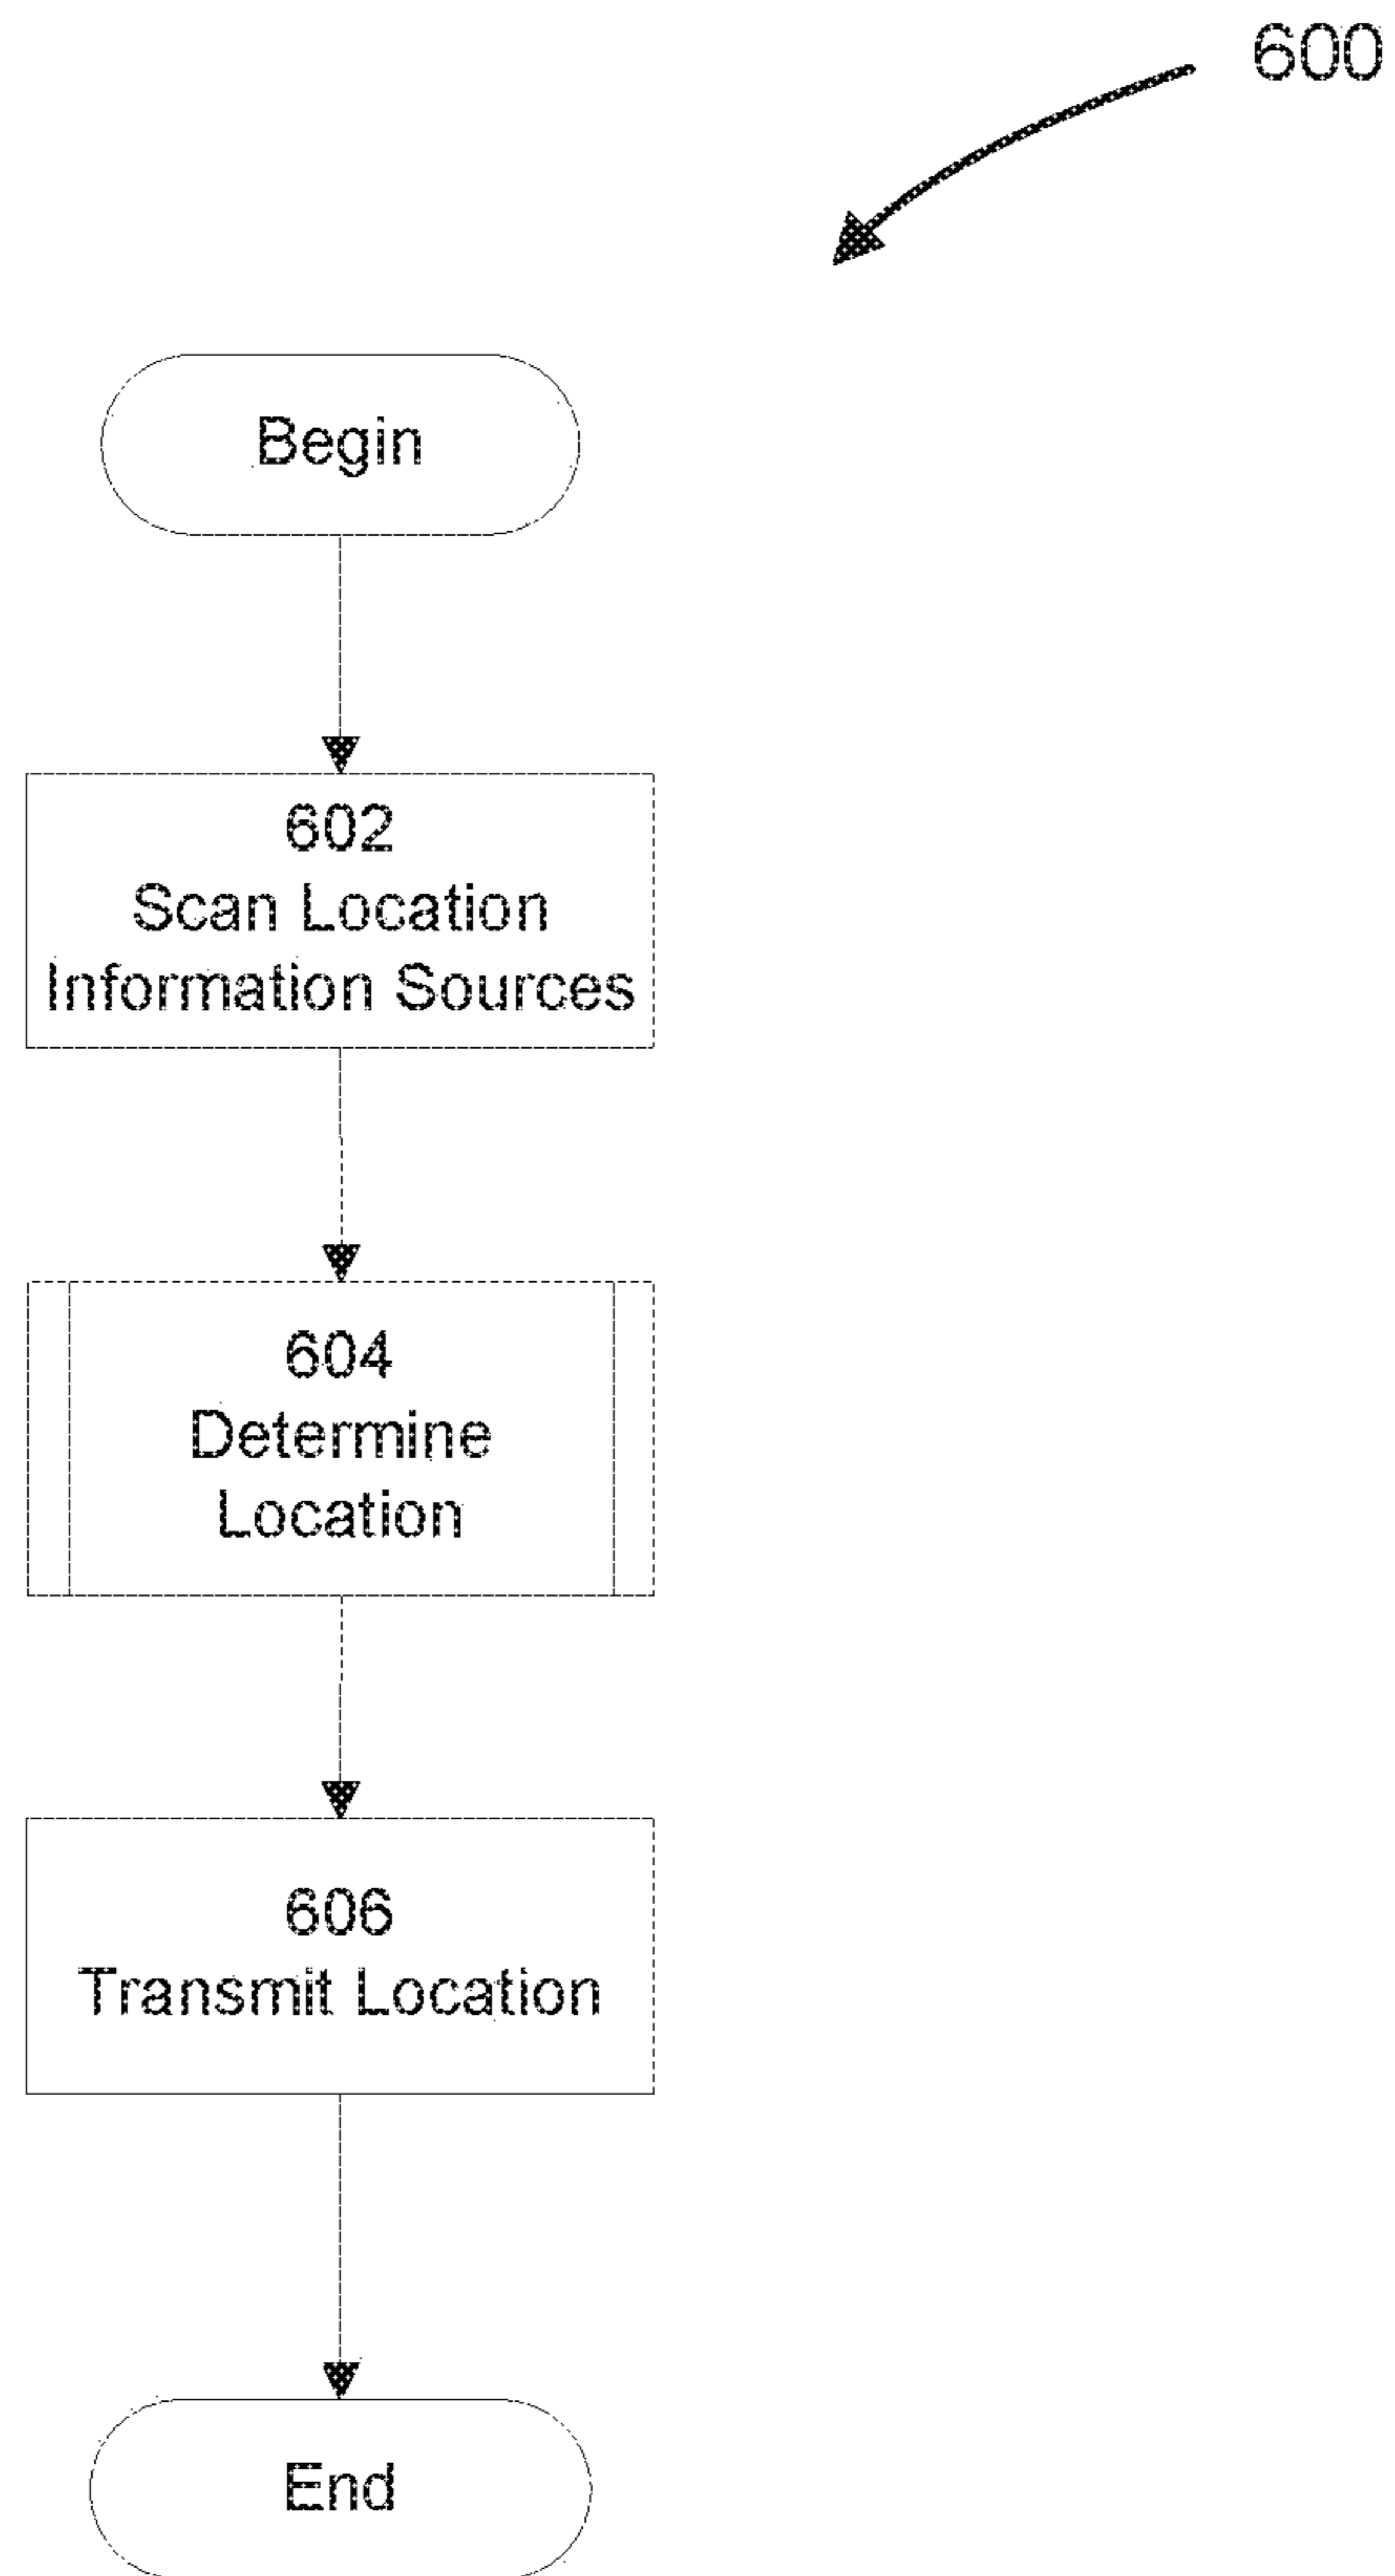 600
Begin
602
Scan Location
Information Sources
604
Determine
Location
606
Transmit Location
End